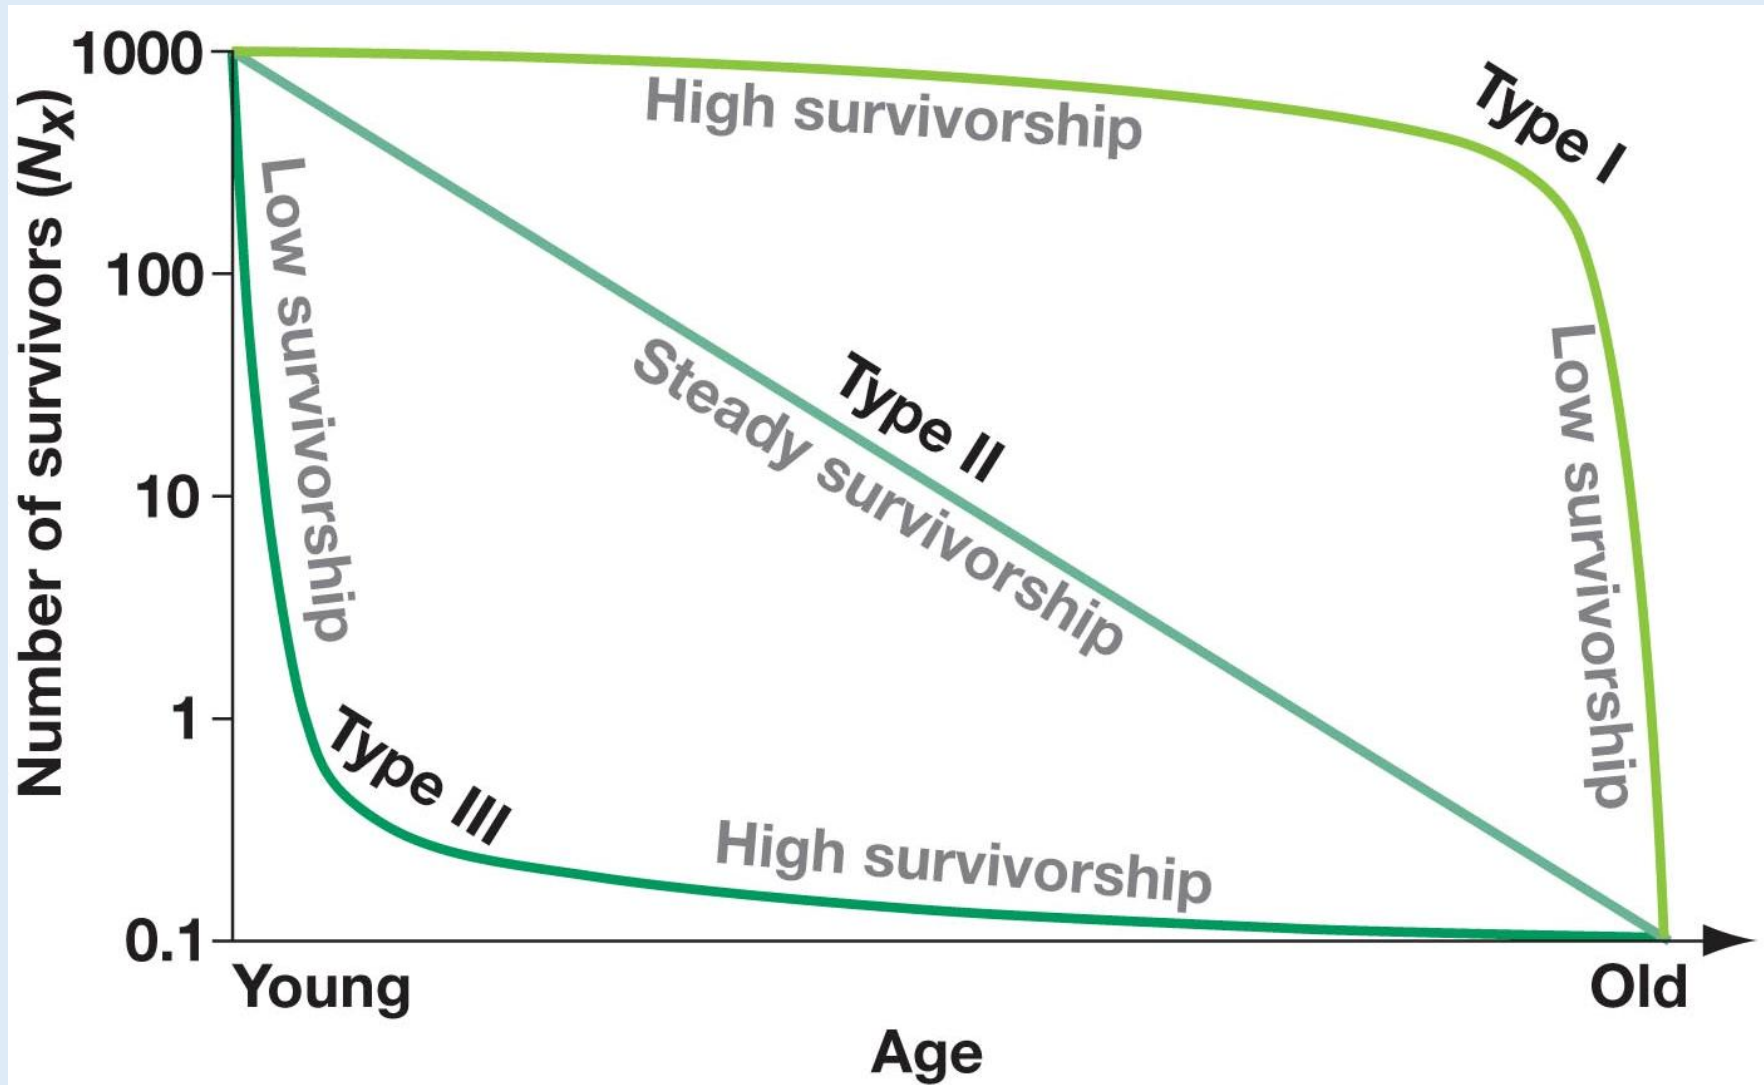 Number of survivors (Nx)
1000
100
10
1
0.1
High survivorship
Type I
Low survivorship
Low survivorship
Type II
Steady survivorship
Type III
High survivorship
Young
Old
Age